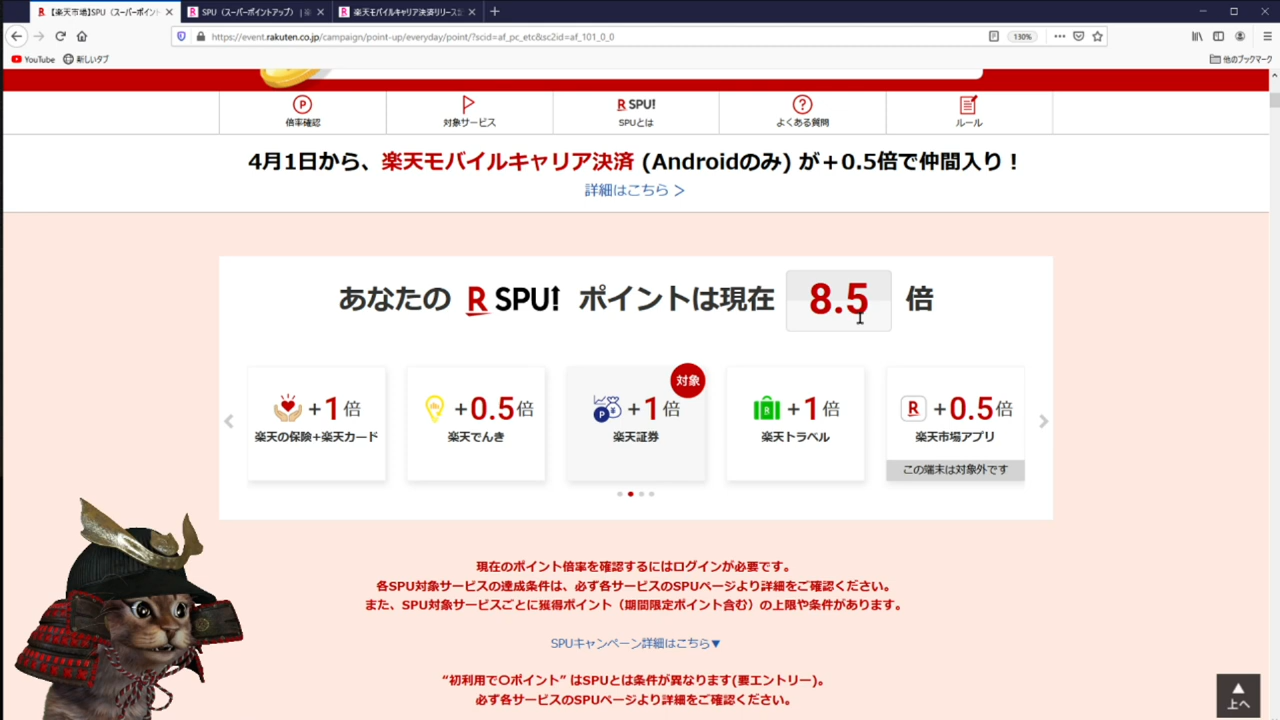 【楽天市場】SPU（スーパーポイン
SPU（スーパーポイントアップ）｜
楽天モバイルキャリア決済リリース記
https://event.rakuten.co.jp/campaign/point-up/everyday/point/?scid=af_pc_etc&sc2id=af_101_0_0
130%
YouTube
新しいタブ
他のブックマーク
倍率確認
対象サービス
R SPU!
SPUとは
よくある質問
ルール
4月1日から、楽天モバイルキャリア決済 (Androidのみ) が＋0.5倍で仲間入り！
詳細はこちら ＞
あなたの R SPU! ポイントは現在 8.5 倍
+1倍
楽天の保険+楽天カード
+0.5倍
楽天でんき
対象
+1倍
楽天証券
+1倍
楽天トラベル
+0.5倍
楽天市場アプリ
この端末は対象外です
現在のポイント倍率を確認するにはログインが必要です。
各SPU対象サービスの達成条件は、必ず各サービスのSPUページより詳細をご確認ください。
また、SPU対象サービスごとに獲得ポイント（期間限定ポイント含む）の上限や条件があります。
SPUキャンペーン詳細はこちら▼
“初利用で〇ポイント” はSPUとは条件が異なります(要エントリー)。
必ず各サービスのSPUページより詳細をご確認ください。
▲
上へ